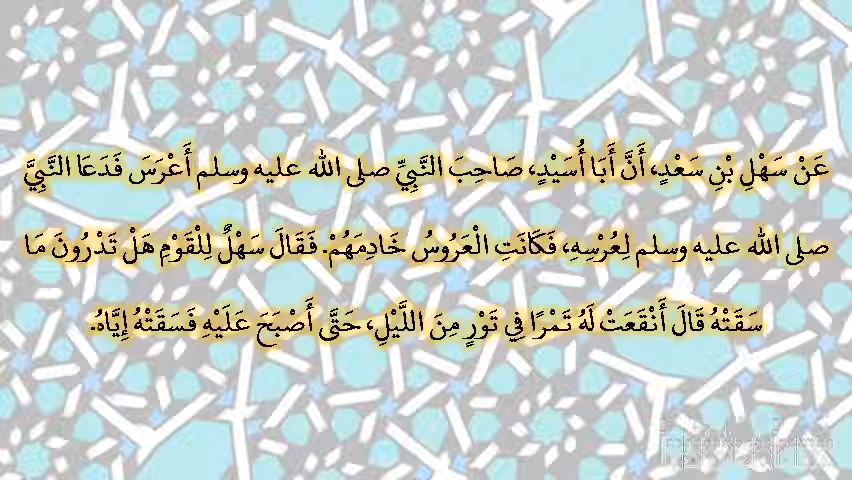 عَنْ سَهْلِ بْنِ سَعْدٍ، أَنَّ أَبَا أُسَيْدٍ، صَاحِبَ النَّبِيِّ صلى الله عليه وسلم أَعْرَسَ فَدَعَا النَّبِيَّ
صلى الله عليه وسلم لِعُرْسِهِ، فَكَانَتِ الْعَرُوسُ خَادِمَهُمْ. فَقَالَ سَهْلٌ لِلْقَوْمِ هَلْ تَدْرُونَ مَا
سَقَتْهُ قَالَ أَنْقَعَتْ لَهُ تَمْرًا فِي تَوْرٍ مِنَ اللَّيْلِ، حَتَّى أَصْبَحَ عَلَيْهِ فَسَقَتْهُ إِيَّاهُ.